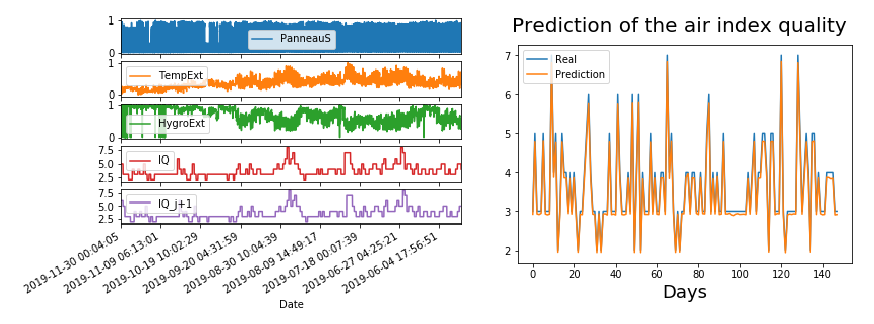 1
PanneauS
0
1
TempExt
0
1
HygroExt
0
7.5
IQ
5.0
2.5
7.5
IQ_j+1
5.0
2.5
2019-11-30 00:04-05
2019-11-09 06:13-01
2019-10-19 10:02-29
2019-09-20 04:31-59
2019-08-30 10:04-39
2019-08-09 14:49-17
2019-07-18 00:07-39
2019-06-27 04:25-21
2019-06-04 17:56-51
Date
Prediction of the air index quality
Real
Prediction
7
6
5
4
3
2
0 20 40 60 80 100 120 140
Days